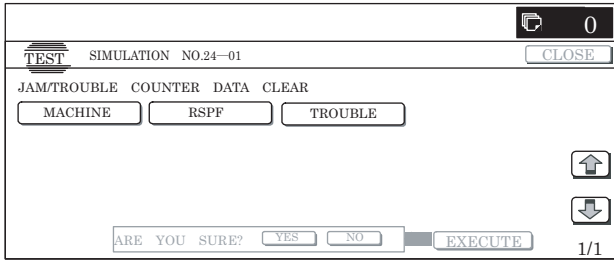 0
TEST SIMULATION NO.24—01 CLOSE
JAM/TROUBLE COUNTER DATA CLEAR
MACHINE RSPF TROUBLE
ARE YOU SURE? YES NO EXECUTE
1/1